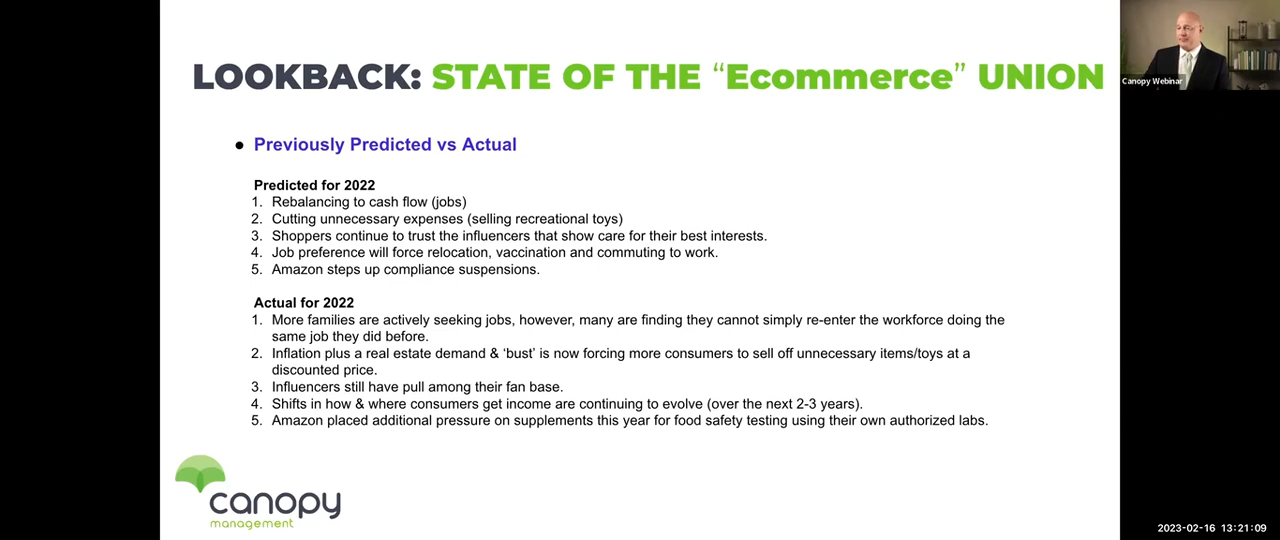 LOOKBACK: STATE OF THE “Ecommerce” UNION
Canopy Webinar
● Previously Predicted vs Actual
Predicted for 2022
1. Rebalancing to cash flow (jobs)
2. Cutting unnecessary expenses (selling recreational toys)
3. Shoppers continue to trust the influencers that show care for their best interests.
4. Job preference will force relocation, vaccination and commuting to work.
5. Amazon steps up compliance suspensions.
Actual for 2022
1. More families are actively seeking jobs, however, many are finding they cannot simply re-enter the workforce doing the
same job they did before.
2. Inflation plus a real estate demand & ‘bust’ is now forcing more consumers to sell off unnecessary items/toys at a
discounted price.
3. Influencers still have pull among their fan base.
4. Shifts in how & where consumers get income are continuing to evolve (over the next 2-3 years).
5. Amazon placed additional pressure on supplements this year for food safety testing using their own authorized labs.
canopy
management
2023-02-16 13:21:09